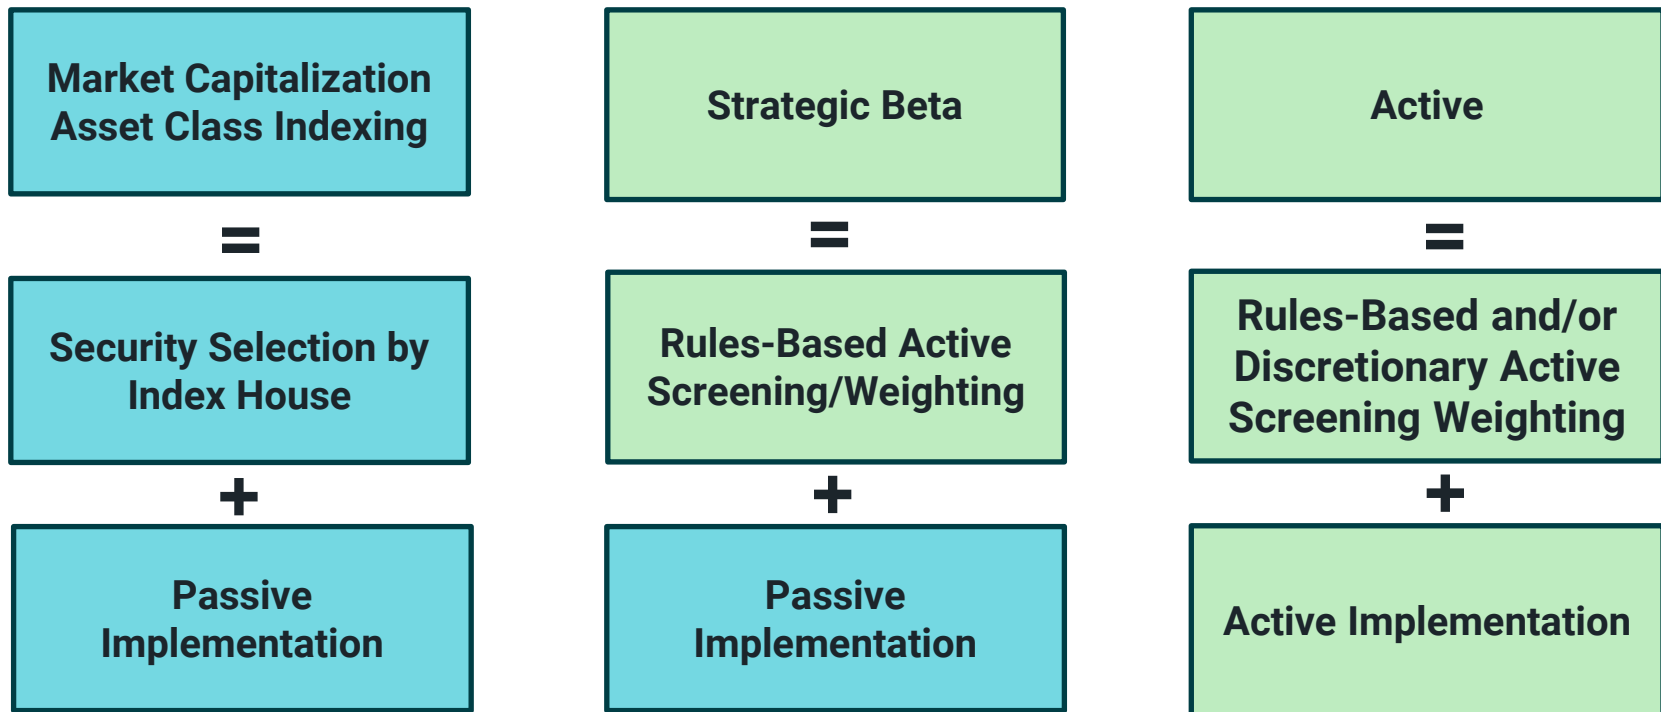 Market Capitalization
Asset Class Indexing
=
Security Selection by
Index House
+
Passive
Implementation
Strategic Beta
=
Rules-Based Active
Screening/Weighting
+
Passive
Implementation
Active
=
Rules-Based and/or
Discretionary Active
Screening Weighting
+
Active Implementation